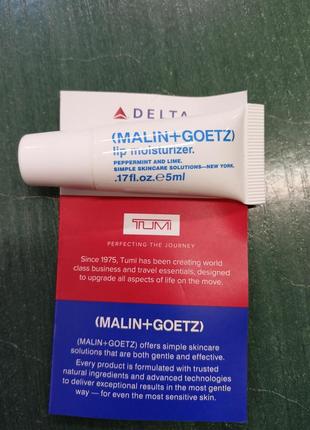 DELTA
(MALIN+GOETZ)
lip moisturizer.
PEPPERMINT AND LIME.
SIMPLE SKINCARE SOLUTIONS—NEW YORK.
.17fl.oz.℮5ml
TUMI
PERFECTING THE JOURNEY
Since 1975, Tumi has been creating world
class business and travel essentials, designed
to upgrade all aspects of life on the move.
(MALIN+GOETZ)
(MALIN+GOETZ) offers simple skincare
solutions that are both gentle and effective.
Every product is formulated with trusted
natural ingredients and advanced technologies
to deliver exceptional results in the most gentle
way — for even the most sensitive skin.